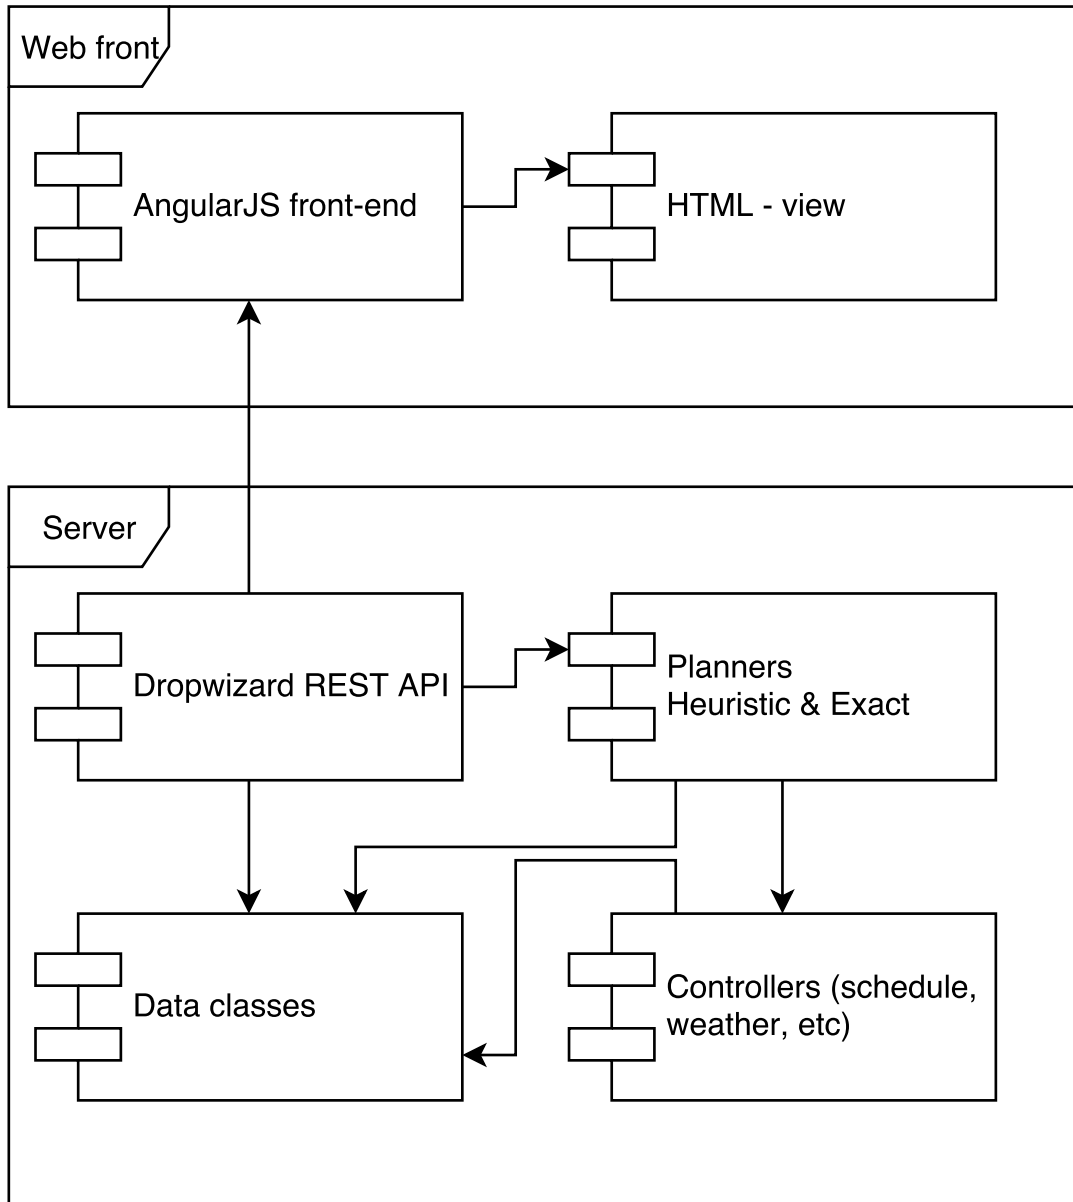 Web front
AngularJS front-end
HTML - view
Server
Dropwizard REST API
Planners
Heuristic & Exact
Data classes
Controllers (schedule,
weather, etc)